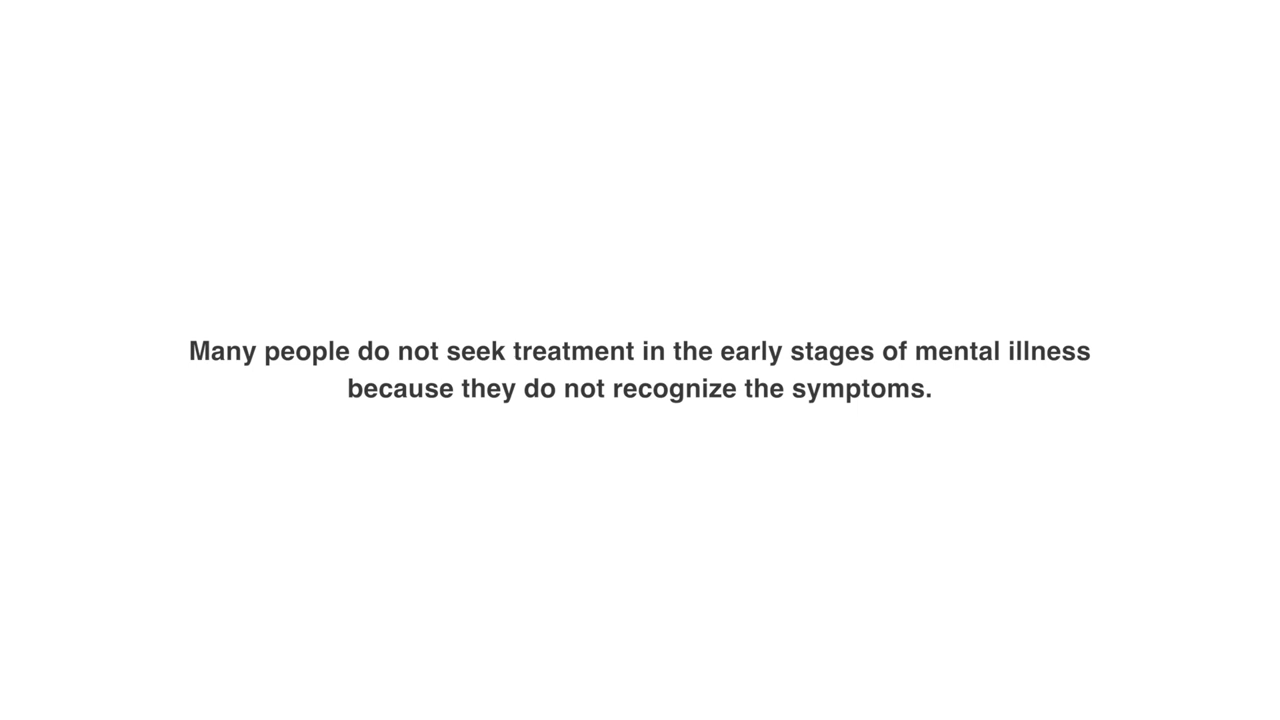 Many people do not seek treatment in the early stages of mental illness
because they do not recognize the symptoms.